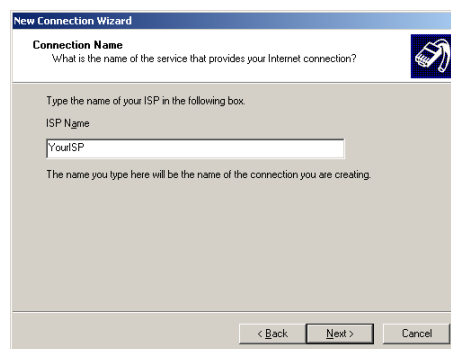 New Connection Wizard
Connection Name
What is the name of the service that provides your Internet connection?
Type the name of your ISP in the following box.
ISP Name
YourISP
The name you type here will be the name of the connection you are creating.
< Back
Next >
Cancel